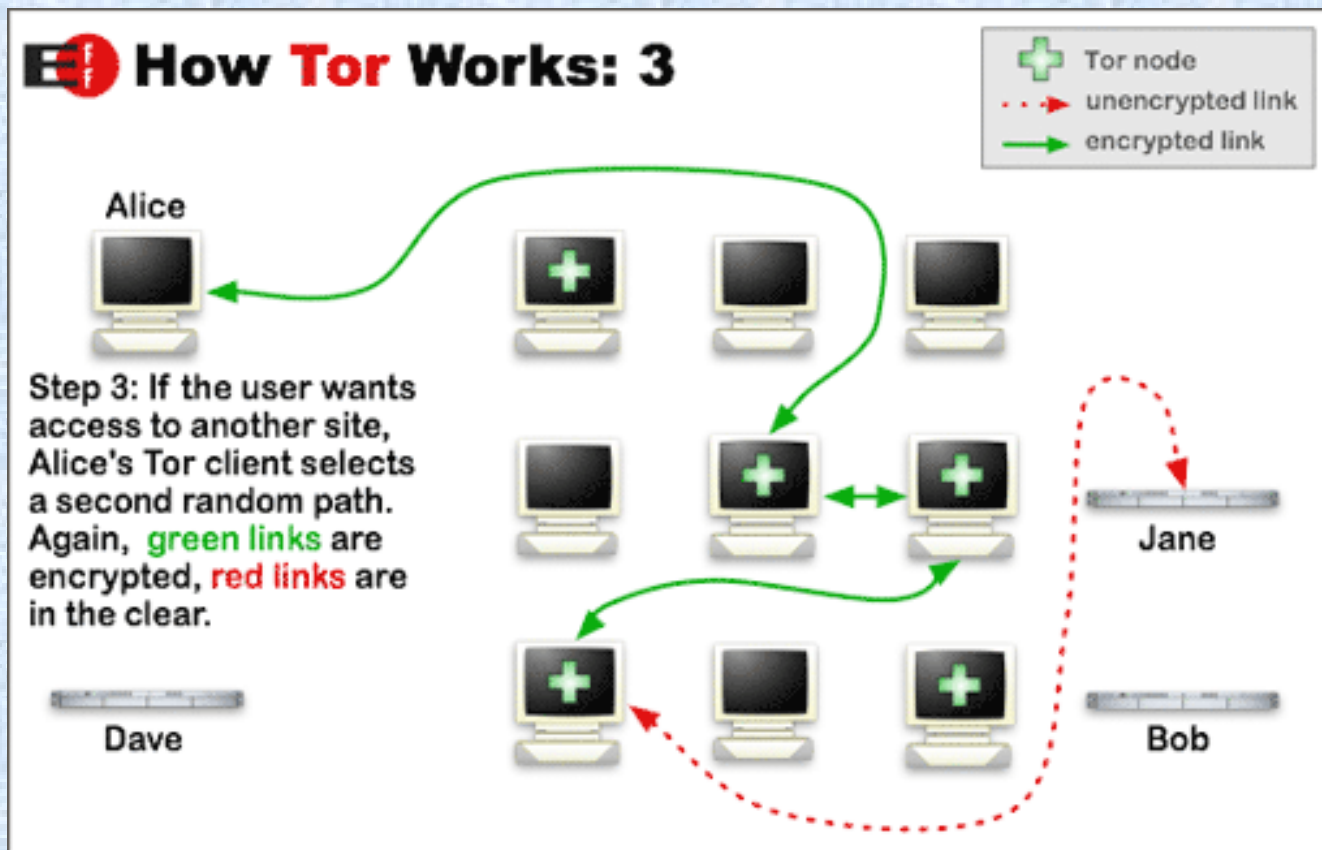 EFF How Tor Works: 3
Tor node
unencrypted link
encrypted link
Alice
Step 3: If the user wants
access to another site,
Alice's Tor client selects
a second random path.
Again, green links are
encrypted, red links are
in the clear.
Jane
Dave
Bob